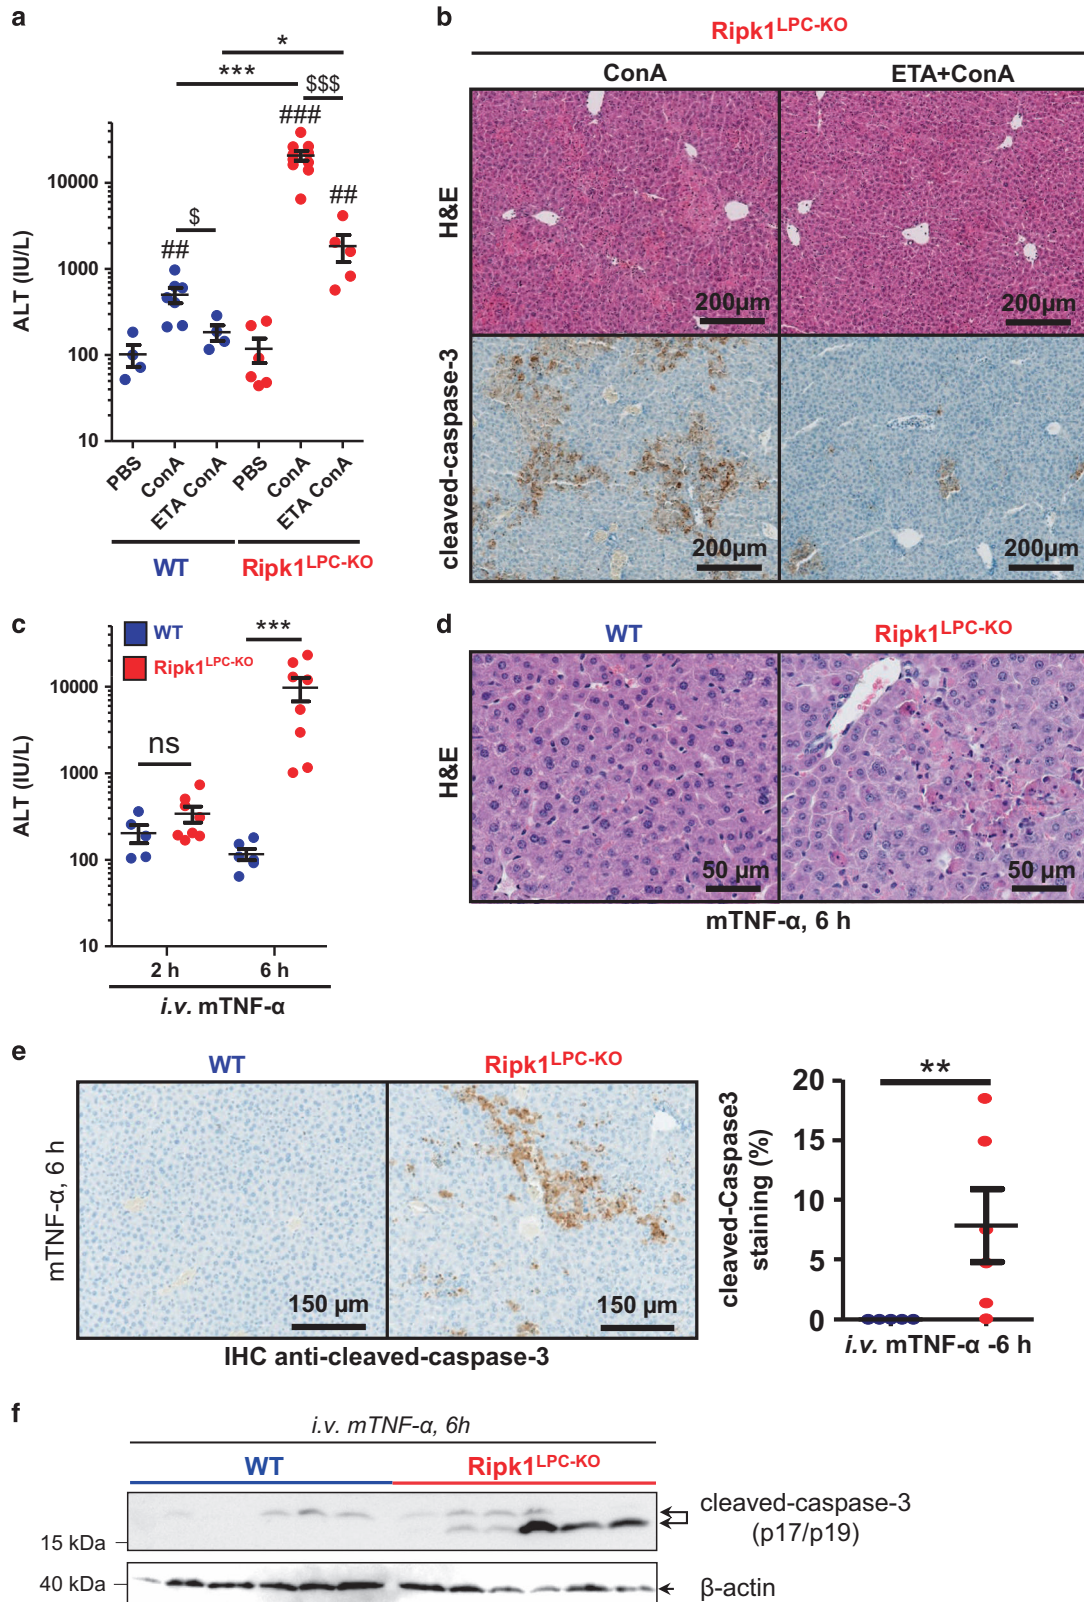 a
*
***
$$$
###
##
$
##
ALT (IU/L)
10000
1000
100
10
PBS
ConA
ETA ConA
PBS
ConA
ETA ConA
WT
Ripk1LPC-KO
b
Ripk1LPC-KO
ConA
ETA+ConA
H&E
200µm
200µm
cleaved-caspase-3
200µm
200µm
c
WT
Ripk1LPC-KO
***
ns
ALT (IU/L)
10000
1000
100
10
2 h
6 h
i.v. mTNF-α
d
WT
Ripk1LPC-KO
H&E
50 µm
50 µm
mTNF-α, 6 h
e
WT
Ripk1LPC-KO
mTNF-α, 6 h
150 µm
150 µm
IHC anti-cleaved-caspase-3
**
cleaved-Caspase3
staining (%)
20
15
10
5
0
i.v. mTNF-α -6 h
f
i.v. mTNF-α, 6h
WT
Ripk1LPC-KO
15 kDa
cleaved-caspase-3
(p17/p19)
40 kDa
β-actin